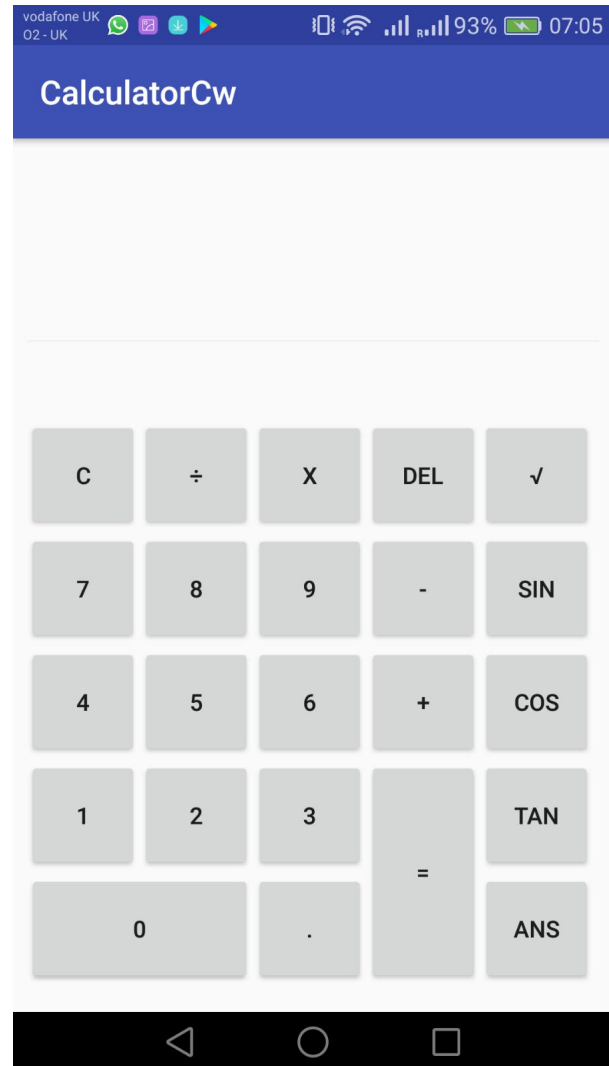 vodafone UK
O2 - UK
R
93% 07:05
CalculatorCw
C ÷ X DEL √
7 8 9 - SIN
4 5 6 + COS
1 2 3 TAN
=
0 . ANS